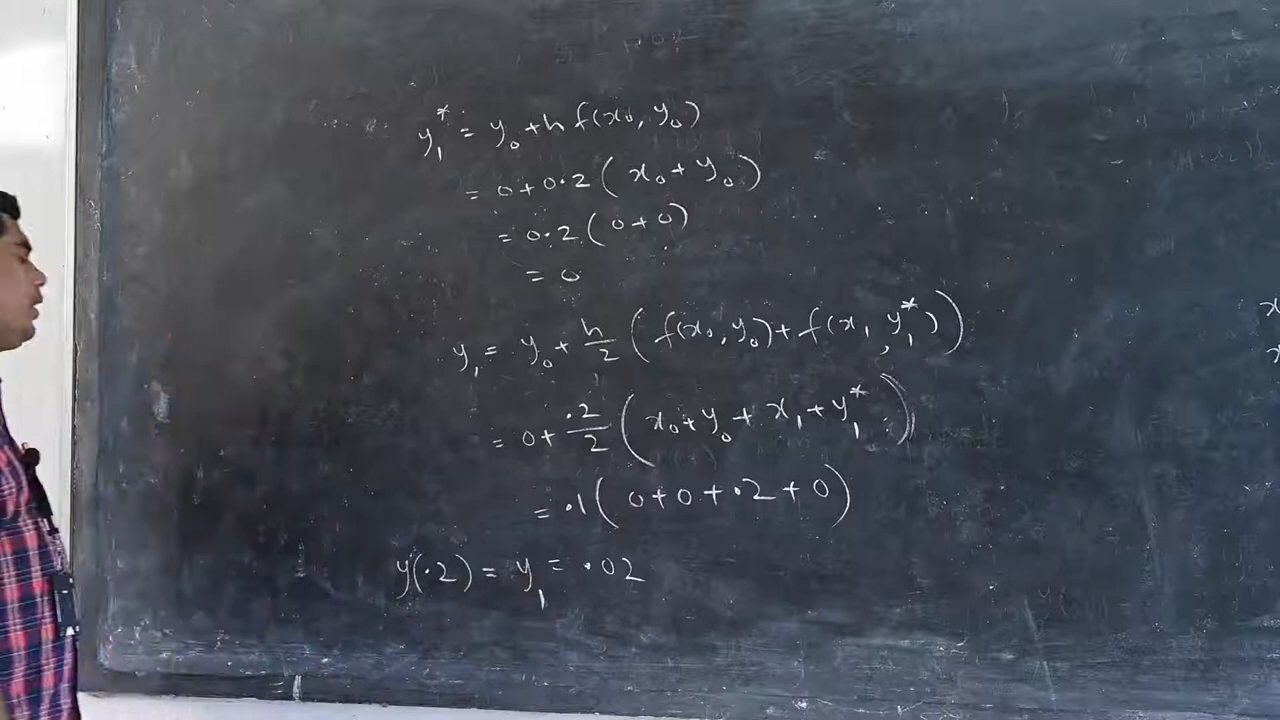 y₁* = y₀ + h f(x₀, y₀)
= 0 + 0.2 ( x₀ + y₀ )
= 0.2 ( 0 + 0 )
= 0
y₁ = y₀ + h/2 ( f(x₀, y₀) + f(x₁, y₁*) )
= 0 + .2/2 ( x₀ + y₀ + x₁ + y₁* )
= .1 ( 0 + 0 + .2 + 0 )
y(.2) = y₁ = .02